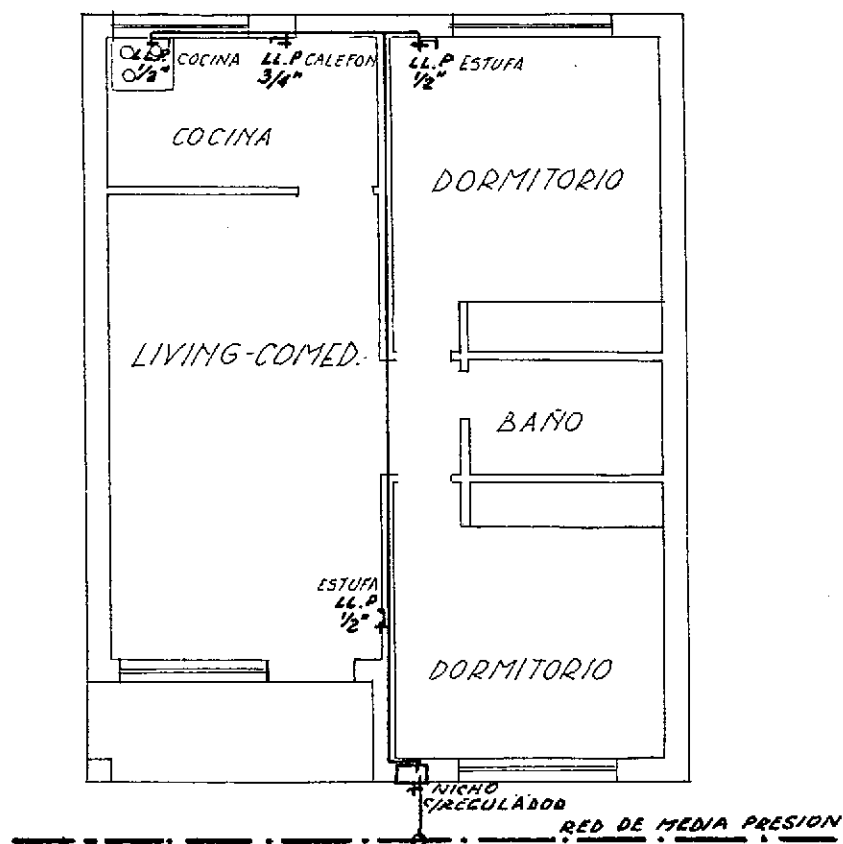 LL.P COCINA
1/2"
LL.P CALEFON
3/4"
LL.P ESTUFA
1/2"
COCINA
DORMITORIO
LIVING-COMED.
BAÑO
ESTUFA
LL.P
1/2"
DORMITORIO
NICHO
C/REGULADOR
RED DE MEDIA PRESION